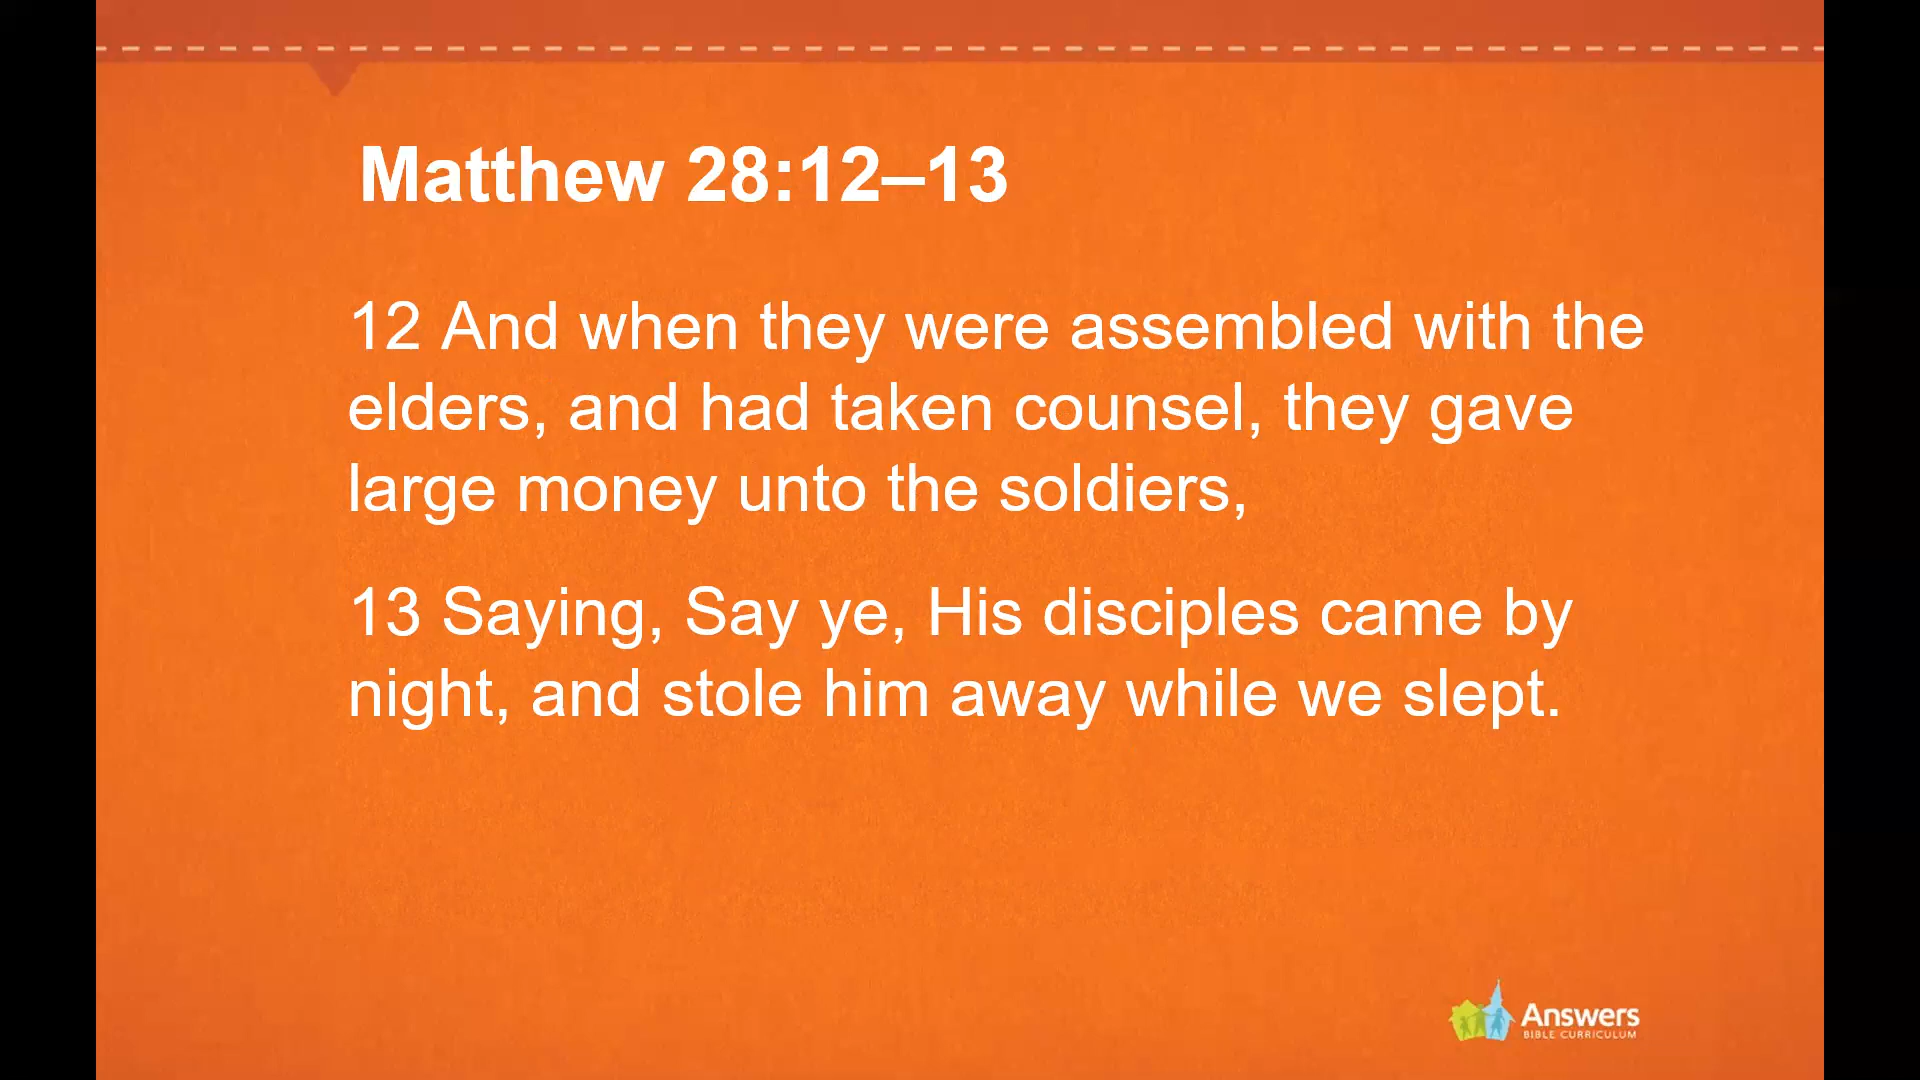 Matthew 28:12–13
12 And when they were assembled with the
elders, and had taken counsel, they gave
large money unto the soldiers,
13 Saying, Say ye, His disciples came by
night, and stole him away while we slept.
Answers
BIBLE CURRICULUM